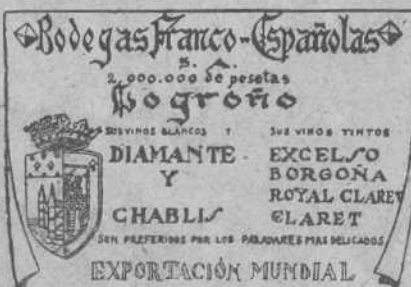 Bodegas Franco-Españolas
S. A.
2.000.000 de pesetas
Logroño
SUS VINOS BLANCOS Y
DIAMANTE
Y
CHABLIS
SUS VINOS TINTOS
EXCELSO
BORGOÑA
ROYAL CLARET
CLARET
SON PREFERIDOS POR LOS PALADARES MAS DELICADOS
EXPORTACIÓN MUNDIAL